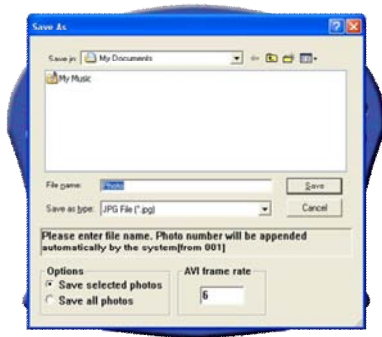 Save As
Save in: My Documents
My Music
File name: Photo
Save
Save as type: JPG File (*.jpg)
Cancel
Please enter file name. Photo number will be appended
automatically by the system[from 001]
Options
AVI frame rate
Save selected photos
6
Save all photos